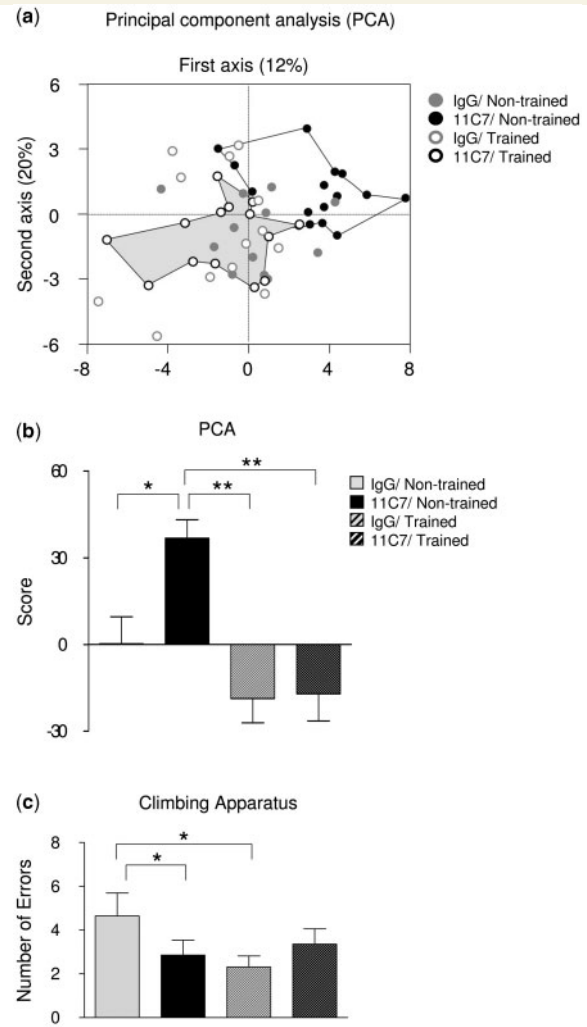 (a) Principal component analysis (PCA)
First axis (12%)
6
3
0
-3
-6
Second axis (20%)
-8
-4
0
4
8
IgG/ Non-trained
11C7/ Non-trained
IgG/ Trained
11C7/ Trained
(b) PCA
60
30
0
-30
Score
*
**
**
IgG/ Non-trained
11C7/ Non-trained
IgG/ Trained
11C7/ Trained
(c) Climbing Apparatus
8
6
4
2
0
Number of Errors
*
*